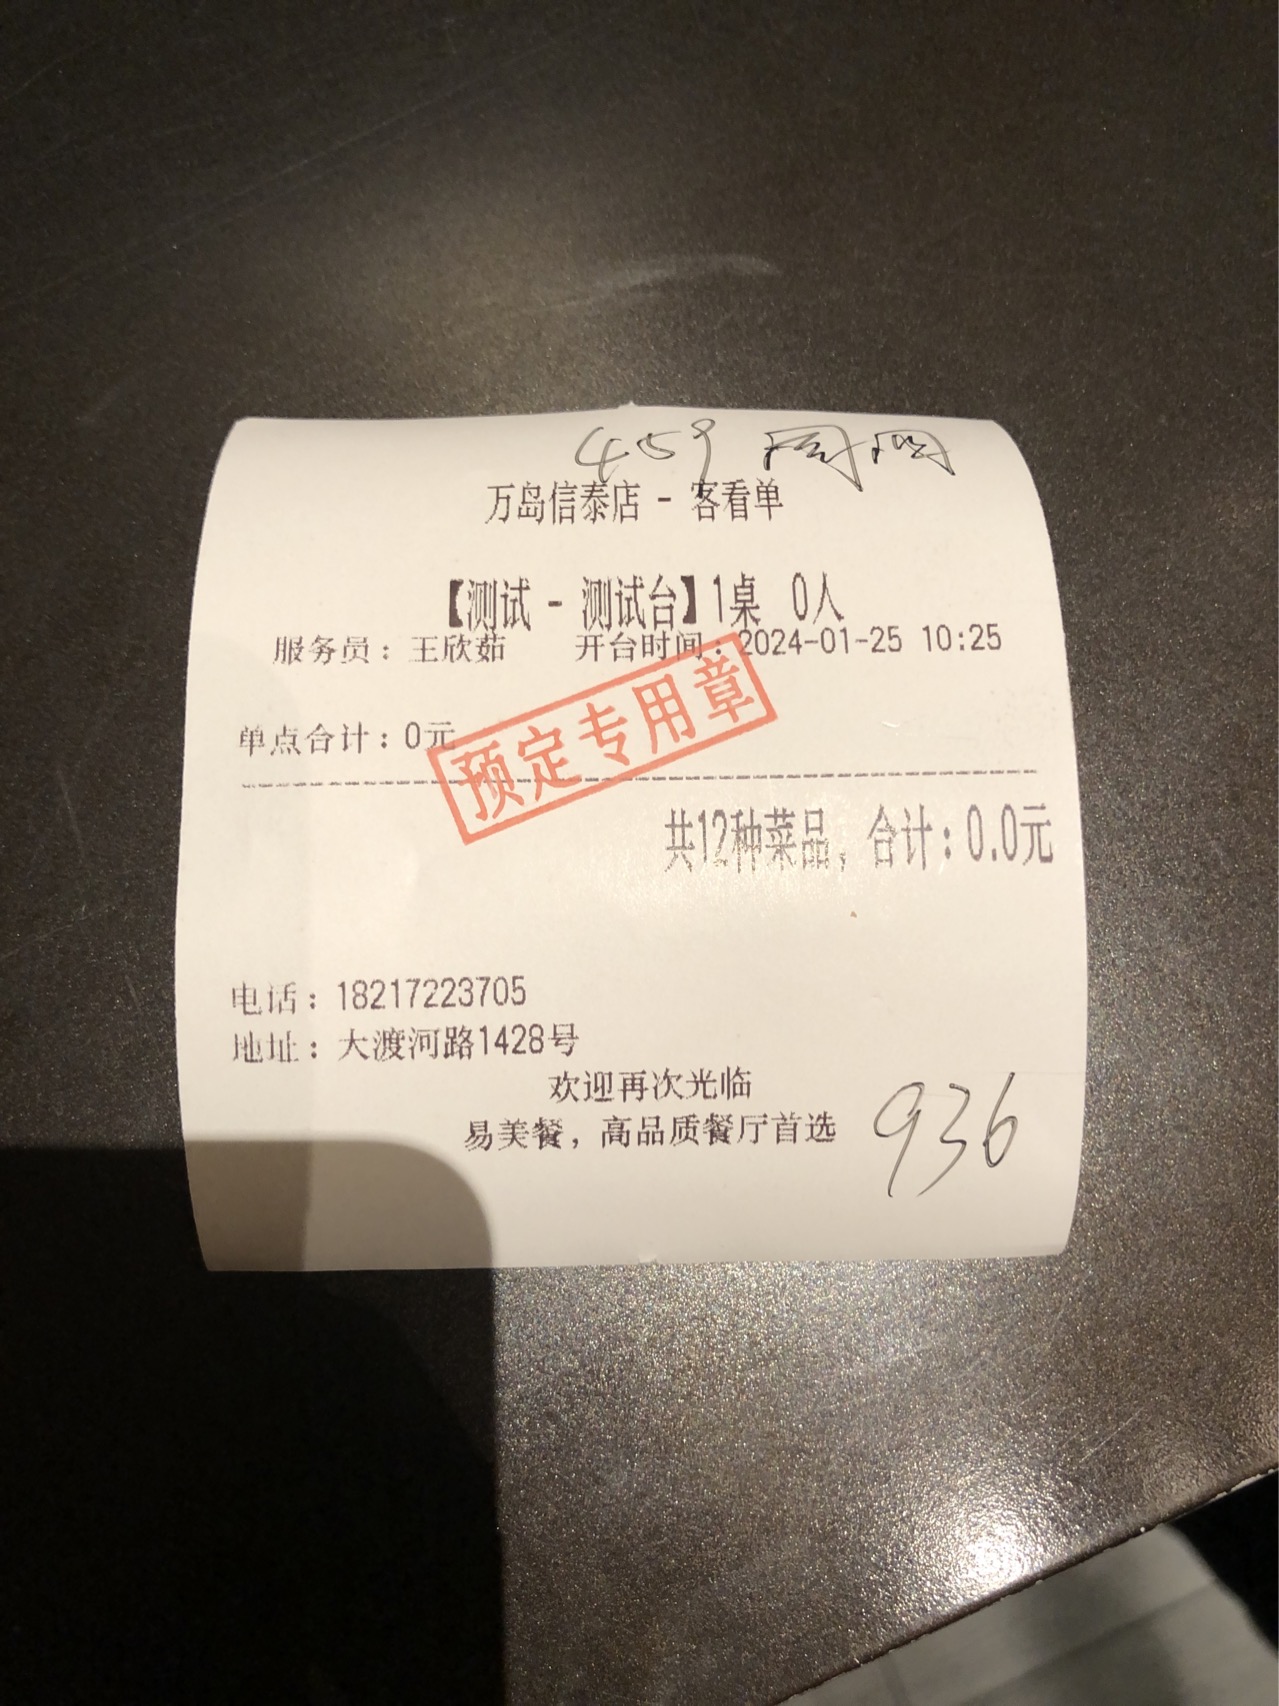 459
万岛信泰店 - 客看单
【测试 - 测试台】1桌 0人
服务员：王欣茹 开台时间：2024-01-25 10:25
单点合计：0元
预定专用章
共12种菜品，合计：0.0元
电话：18217223705
地址：大渡河路1428号
欢迎再次光临
易美餐，高品质餐厅首选
936